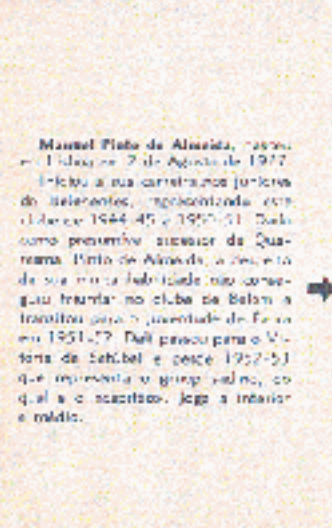 Manuel Pinto de Almeida, nasceu
em Lisboa em 2 de Agosto de
Iniciou a sua carreira nos juniores
do Belenenses, representando este
clube de 1944-45 a 1950-51. Dado
como presumível sucessor de Qua-
resma, Pinto de Almeida, a despeito
da sua muita habilidade não conse-
guiu triunfar no clube de Belém e
transitou para o Juventude de Évora
em 1951-52. Dali passou para o Vi-
tória de Setúbal e desde 1952-53
que representa o grupo sadino, do
qual é o «capitão». Joga a interior
e médio.